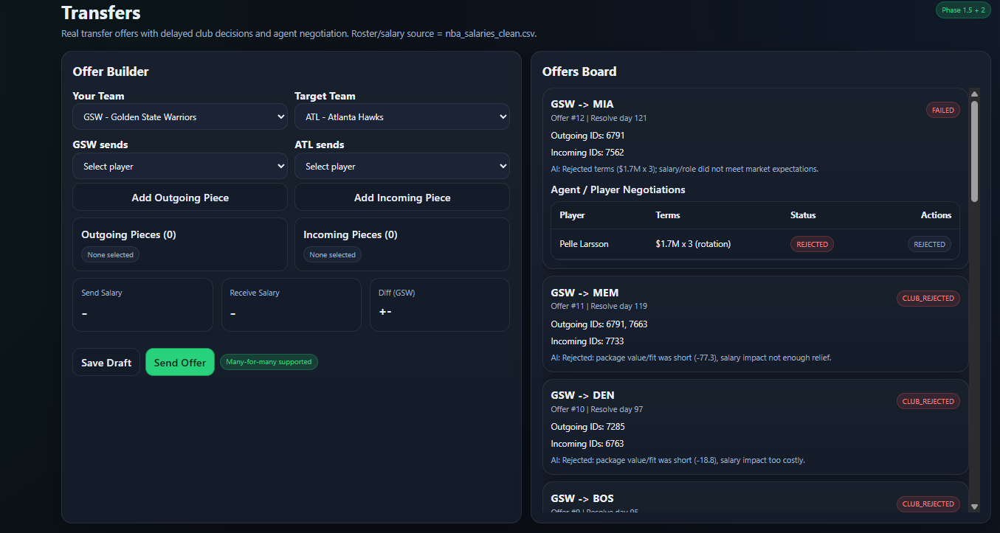 Transfers
Phase 1.5 + 2
Real transfer offers with delayed club decisions and agent negotiation. Roster/salary source = nba_salaries_clean.csv.
Offer Builder
Your Team
Target Team
GSW - Golden State Warriors
ATL - Atlanta Hawks
GSW sends
ATL sends
Select player
Select player
Add Outgoing Piece
Add Incoming Piece
Outgoing Pieces (0)
None selected
Incoming Pieces (0)
None selected
Send Salary
-
Receive Salary
-
Diff (GSW)
+-
Save Draft
Send Offer
Many-for-many supported
Offers Board
GSW -> MIA
FAILED
Offer #12 | Resolve day 121
Outgoing IDs: 6791
Incoming IDs: 7562
AI: Rejected terms ($1.7M x 3); salary/role did not meet market expectations.
Agent / Player Negotiations
Player Terms Status Actions
Pelle Larsson $1.7M x 3 (rotation) REJECTED REJECTED
GSW -> MEM
CLUB_REJECTED
Offer #11 | Resolve day 119
Outgoing IDs: 6791, 7663
Incoming IDs: 7733
AI: Rejected: package value/fit was short (-77.3), salary impact not enough relief.
GSW -> DEN
CLUB_REJECTED
Offer #10 | Resolve day 97
Outgoing IDs: 7285
Incoming IDs: 6763
AI: Rejected: package value/fit was short (-18.8), salary impact too costly.
GSW -> BOS
CLUB_REJECTED
Offer #9 | Resolve day 95